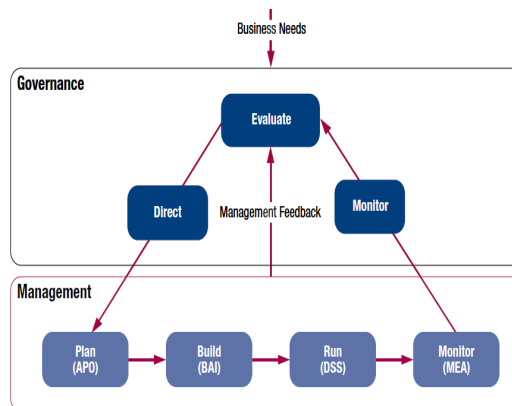 Business Needs
Governance
Evaluate
Direct
Management Feedback
Monitor
Management
Plan
(APO)
Build
(BAI)
Run
(DSS)
Monitor
(MEA)